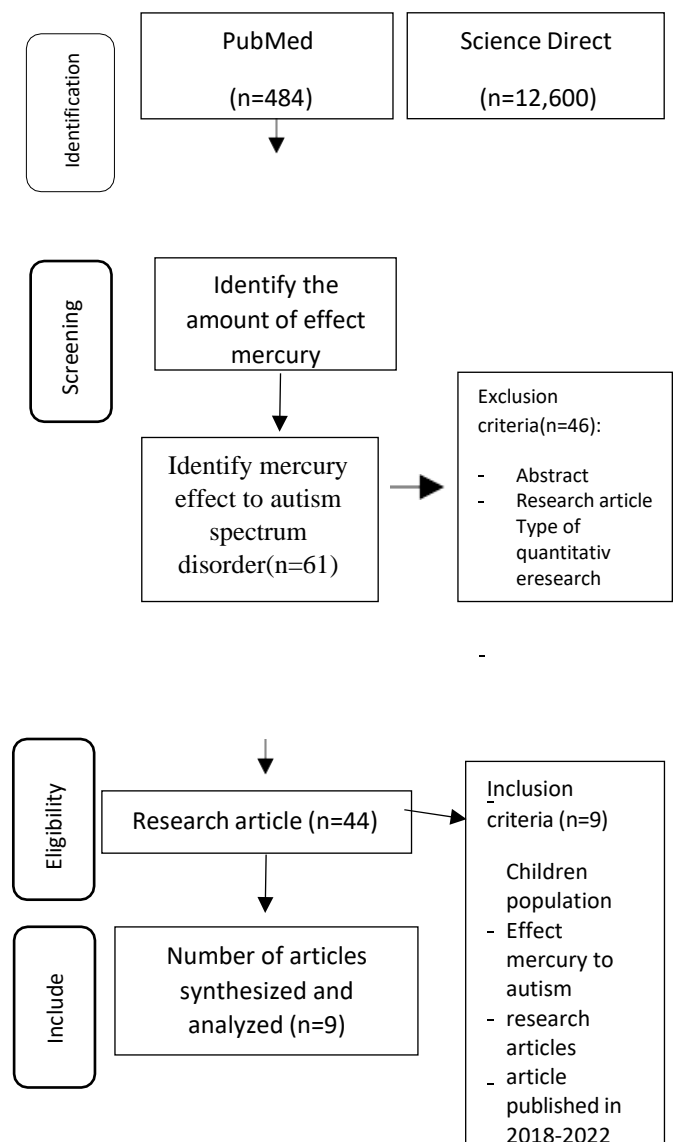 Identification
PubMed
(n=484)
Science Direct
(n=12,600)
Screening
Identify the
amount of effect
mercury
Identify mercury
effect to autism
spectrum
disorder(n=61)
Exclusion
criteria(n=46):
- Abstract
- Research article
Type of
quantitativ
eresearch
-
Eligibility
Research article (n=44)
Inclusion
-
criteria (n=9)
Children
population
- Effect
mercury to
autism
- research
articles
- article
published in
2018-2022
Include
Number of articles
synthesized and
analyzed (n=9)